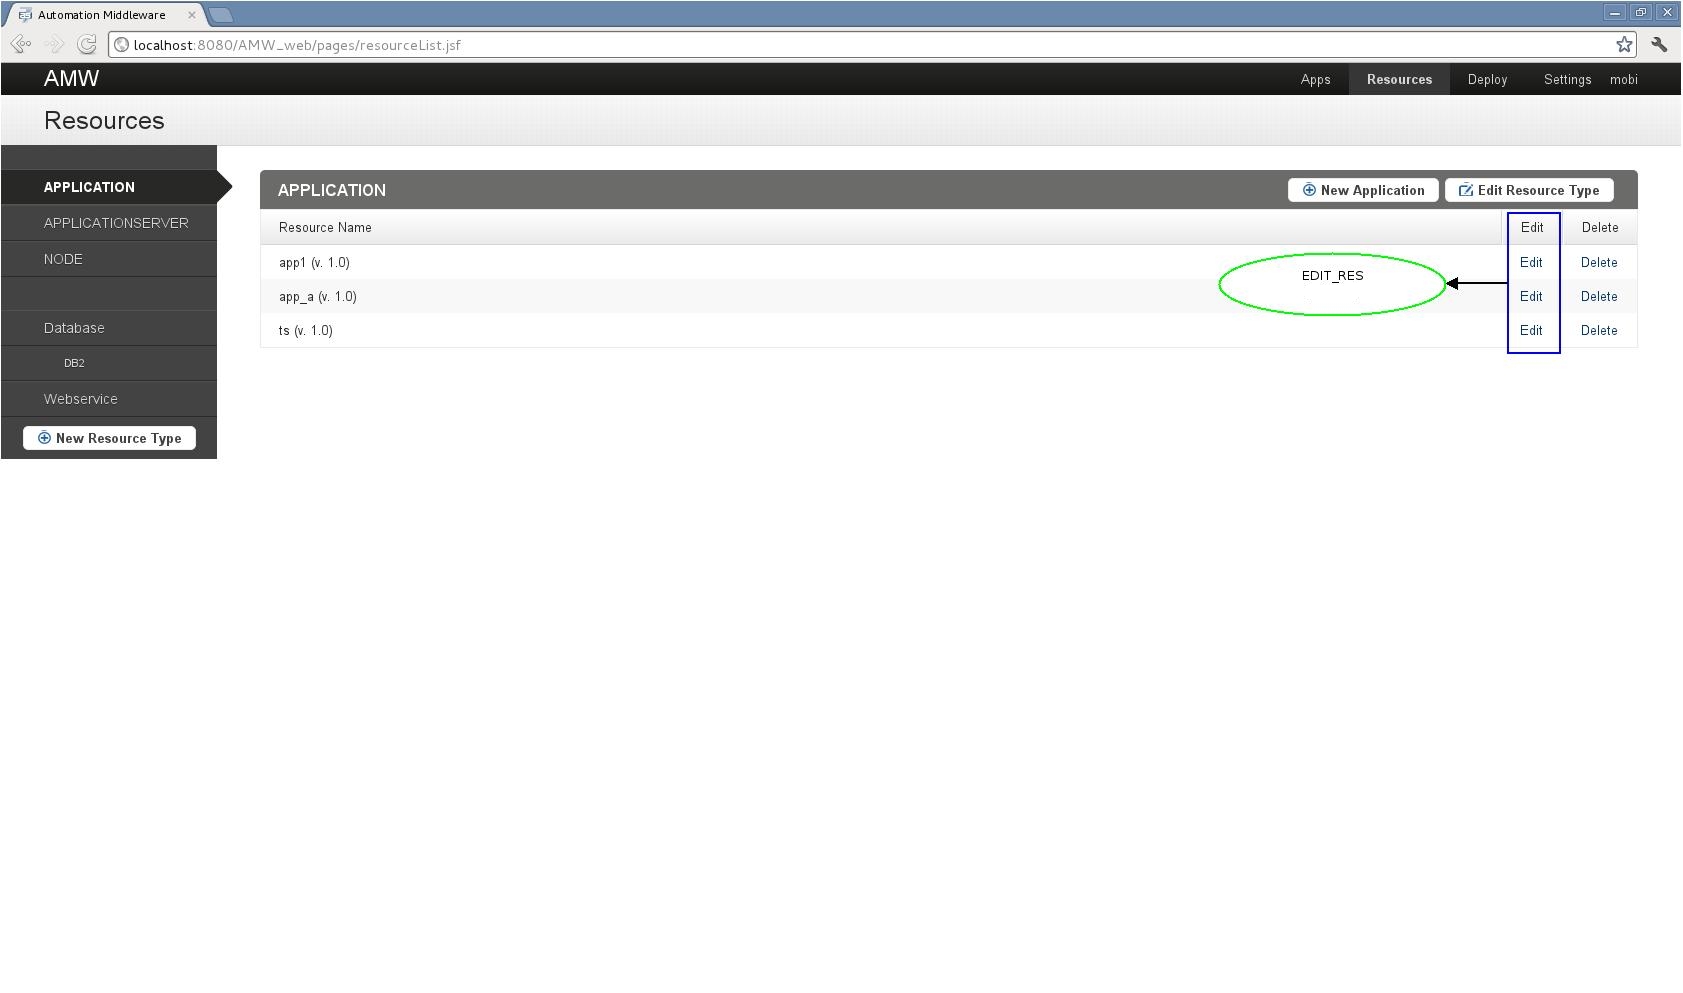 Automation Middleware
localhost:8080/AMW_web/pages/resourceList.jsf
AMW Apps Resources Deploy Settings mobi
Resources
APPLICATION
APPLICATIONSERVER
NODE
Database
DB2
Webservice
New Resource Type
APPLICATION New Application Edit Resource Type
Resource Name Edit Delete
app1 (v. 1.0) Edit Delete
EDIT_RES
app_a (v. 1.0) Edit Delete
ts (v. 1.0) Edit Delete